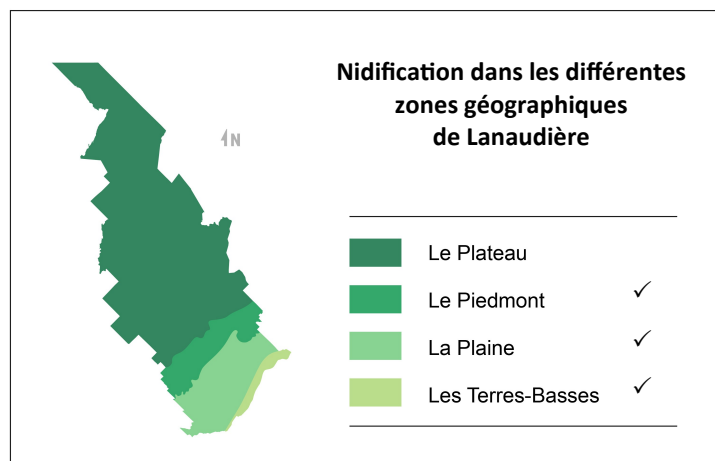 Nidification dans les différentes
zones géographiques
de Lanaudière
N
Le Plateau
Le Piedmont ✓
La Plaine ✓
Les Terres-Basses ✓